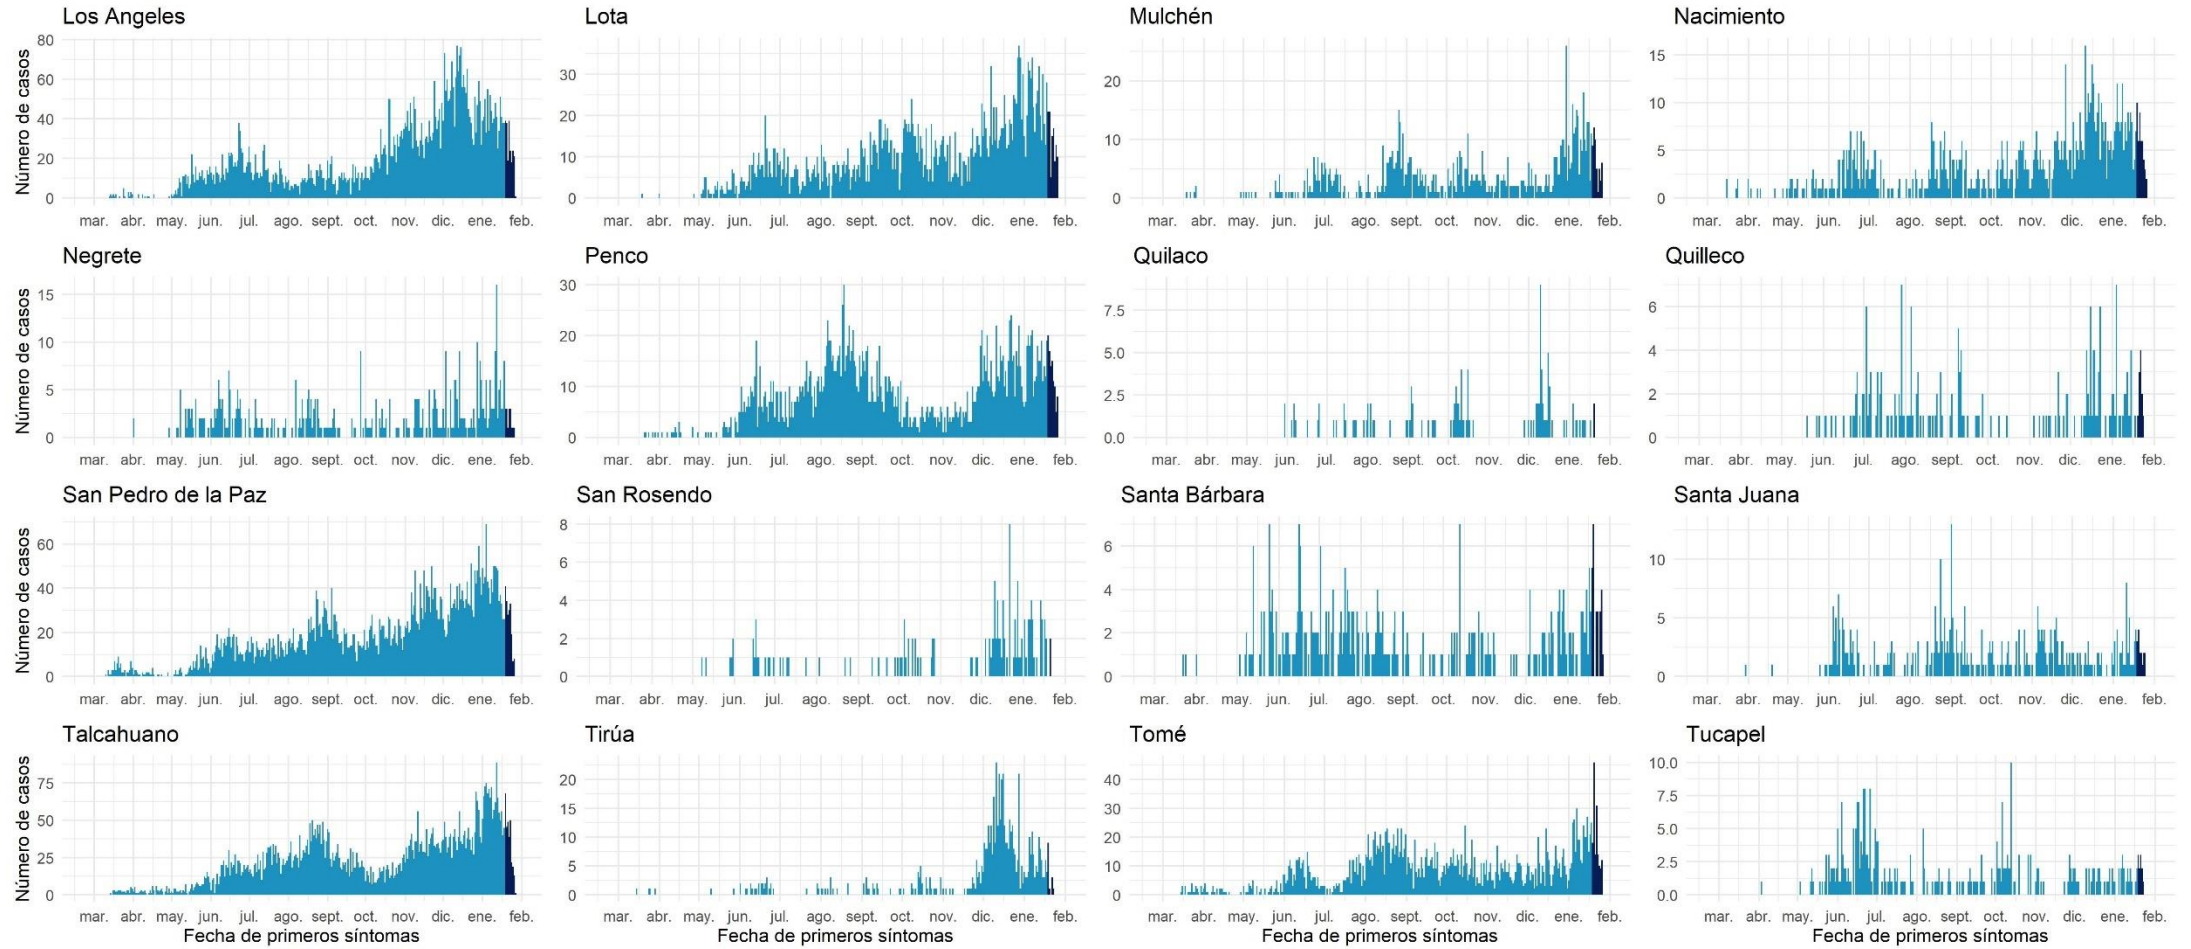 Los Angeles
Lota
Mulchén
Nacimiento
Número de casos
80
60
40
20
0
30
20
10
0
20
10
0
15
10
5
0
mar. abr. may. jun. jul. ago. sept. oct. nov. dic. ene. feb.
mar. abr. may. jun. jul. ago. sept. oct. nov. dic. ene. feb.
mar. abr. may. jun. jul. ago. sept. oct. nov. dic. ene. feb.
mar. abr. may. jun. jul. ago. sept. oct. nov. dic. ene. feb.
Negrete
Penco
Quilaco
Quilleco
Número de casos
15
10
5
0
30
20
10
0
7.5
5.0
2.5
0.0
6
4
2
0
mar. abr. may. jun. jul. ago. sept. oct. nov. dic. ene. feb.
mar. abr. may. jun. jul. ago. sept. oct. nov. dic. ene. feb.
mar. abr. may. jun. jul. ago. sept. oct. nov. dic. ene. feb.
mar. abr. may. jun. jul. ago. sept. oct. nov. dic. ene. feb.
San Pedro de la Paz
San Rosendo
Santa Bárbara
Santa Juana
Número de casos
60
40
20
0
8
6
4
2
0
6
4
2
0
10
5
0
mar. abr. may. jun. jul. ago. sept. oct. nov. dic. ene. feb.
mar. abr. may. jun. jul. ago. sept. oct. nov. dic. ene. feb.
mar. abr. may. jun. jul. ago. sept. oct. nov. dic. ene. feb.
mar. abr. may. jun. jul. ago. sept. oct. nov. dic. ene. feb.
Talcahuano
Tirúa
Tomé
Tucapel
Número de casos
75
50
25
0
20
15
10
5
0
40
30
20
10
0
10.0
7.5
5.0
2.5
0.0
mar. abr. may. jun. jul. ago. sept. oct. nov. dic. ene. feb.
mar. abr. may. jun. jul. ago. sept. oct. nov. dic. ene. feb.
mar. abr. may. jun. jul. ago. sept. oct. nov. dic. ene. feb.
mar. abr. may. jun. jul. ago. sept. oct. nov. dic. ene. feb.
Fecha de primeros síntomas
Fecha de primeros síntomas
Fecha de primeros síntomas
Fecha de primeros síntomas